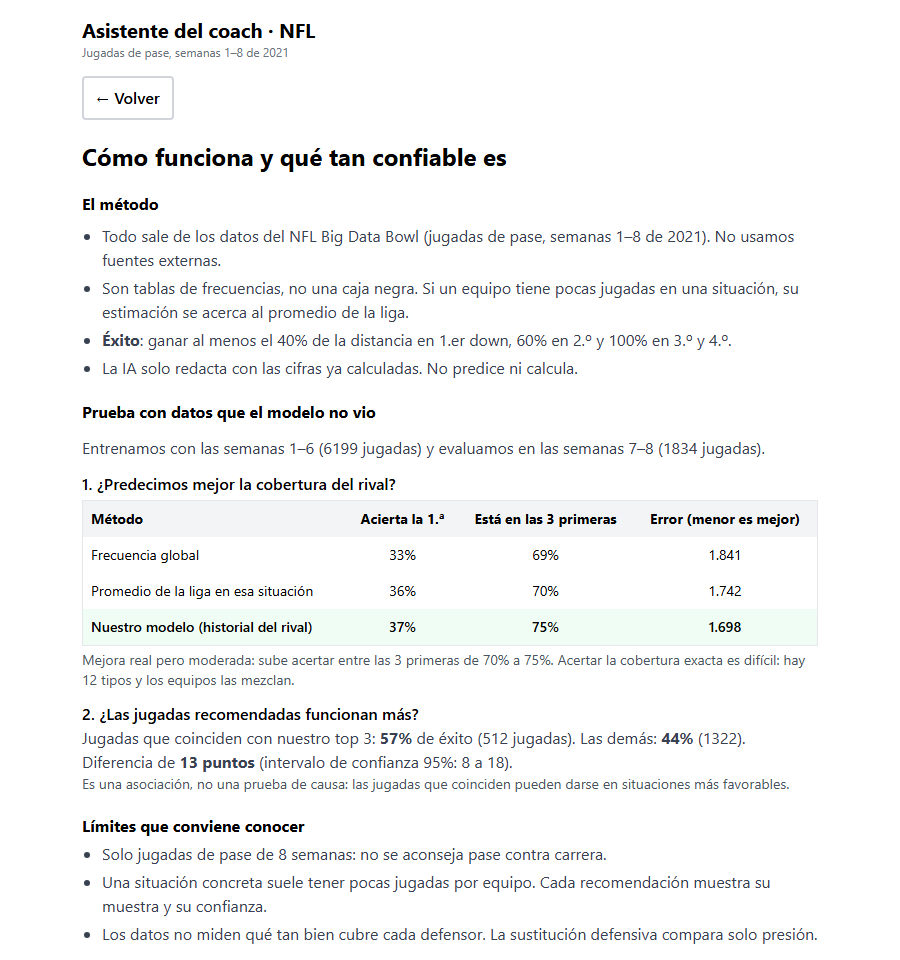 Asistente del coach · NFL
Jugadas de pase, semanas 1–8 de 2021
← Volver
Cómo funciona y qué tan confiable es
El método
• Todo sale de los datos del NFL Big Data Bowl (jugadas de pase, semanas 1–8 de 2021). No usamos
fuentes externas.
• Son tablas de frecuencias, no una caja negra. Si un equipo tiene pocas jugadas en una situación, su
estimación se acerca al promedio de la liga.
• Éxito: ganar al menos el 40% de la distancia en 1.er down, 60% en 2.º y 100% en 3.º y 4.º.
• La IA solo redacta con las cifras ya calculadas. No predice ni calcula.
Prueba con datos que el modelo no vio
Entrenamos con las semanas 1–6 (6199 jugadas) y evaluamos en las semanas 7–8 (1834 jugadas).
1. ¿Predecimos mejor la cobertura del rival?
Método Acierta la 1.ª Está en las 3 primeras Error (menor es mejor)
Frecuencia global 33% 69% 1.841
Promedio de la liga en esa situación 36% 70% 1.742
Nuestro modelo (historial del rival) 37% 75% 1.698
Mejora real pero moderada: sube acertar entre las 3 primeras de 70% a 75%. Acertar la cobertura exacta es difícil: hay
12 tipos y los equipos las mezclan.
2. ¿Las jugadas recomendadas funcionan más?
Jugadas que coinciden con nuestro top 3: 57% de éxito (512 jugadas). Las demás: 44% (1322).
Diferencia de 13 puntos (intervalo de confianza 95%: 8 a 18).
Es una asociación, no una prueba de causa: las jugadas que coinciden pueden darse en situaciones más favorables.
Límites que conviene conocer
• Solo jugadas de pase de 8 semanas: no se aconseja pase contra carrera.
• Una situación concreta suele tener pocas jugadas por equipo. Cada recomendación muestra su
muestra y su confianza.
• Los datos no miden qué tan bien cubre cada defensor. La sustitución defensiva compara solo presión.